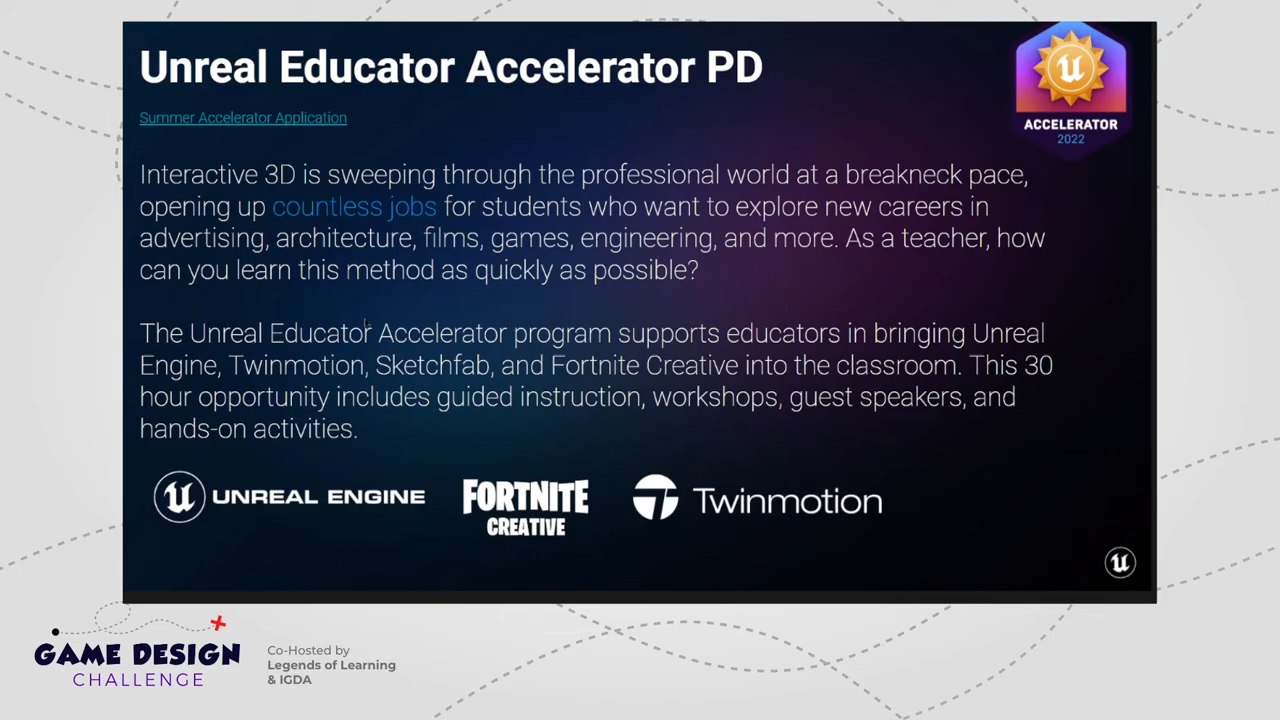 Unreal Educator Accelerator PD
ACCELERATOR
2022
Summer Accelerator Application
Interactive 3D is sweeping through the professional world at a breakneck pace,
opening up countless jobs for students who want to explore new careers in
advertising, architecture, films, games, engineering, and more. As a teacher, how
can you learn this method as quickly as possible?
The Unreal Educator Accelerator program supports educators in bringing Unreal
Engine, Twinmotion, Sketchfab, and Fortnite Creative into the classroom. This 30
hour opportunity includes guided instruction, workshops, guest speakers, and
hands-on activities.
UNREAL ENGINE
FORTNITE
CREATIVE
Twinmotion
GAME DESIGN
CHALLENGE
Co-Hosted by
Legends of Learning
& IGDA